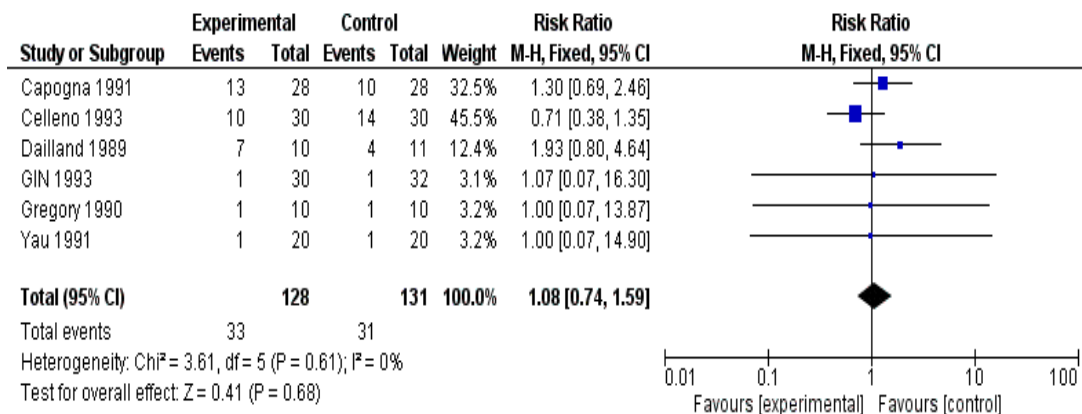 Experimental Control Risk Ratio Risk Ratio
Study or Subgroup Events Total Events Total Weight M-H, Fixed, 95% CI M-H, Fixed, 95% CI
Capogna 1991 13 28 10 28 32.5% 1.30 [0.69, 2.46]
Celleno 1993 10 30 14 30 45.5% 0.71 [0.38, 1.35]
Dailland 1989 7 10 4 11 12.4% 1.93 [0.80, 4.64]
GIN 1993 1 30 1 32 3.1% 1.07 [0.07, 16.30]
Gregory 1990 1 10 1 10 3.2% 1.00 [0.07, 13.87]
Yau 1991 1 20 1 20 3.2% 1.00 [0.07, 14.90]
Total (95% CI) 128 131 100.0% 1.08 [0.74, 1.59]
Total events 33 31
Heterogeneity: Chi² = 3.61, df = 5 (P = 0.61); I² = 0%
Test for overall effect: Z = 0.41 (P = 0.68)
0.01 0.1 1 10 100
Favours [experimental] Favours [control]